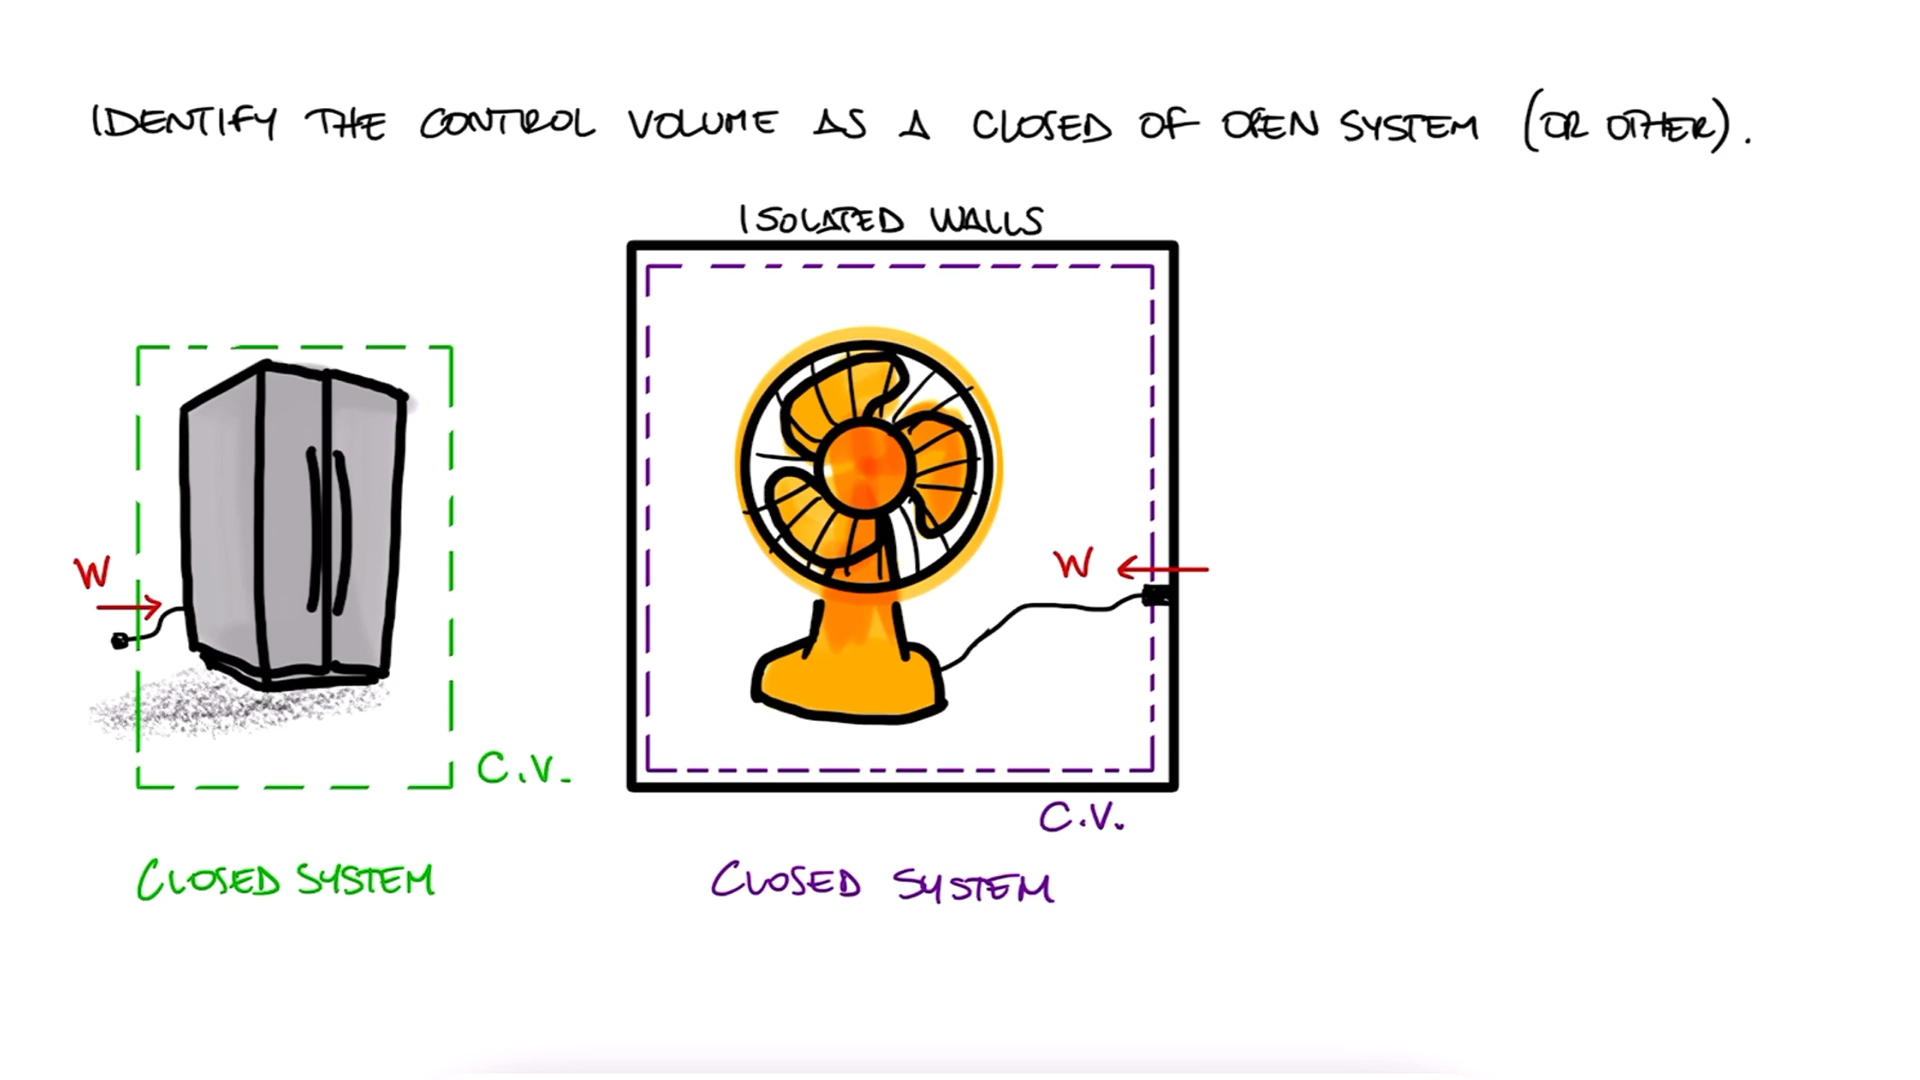 IDENTIFY THE CONTROL VOLUME AS A CLOSED OF OPEN SYSTEM (OR OTHER).
ISOLATED WALLS
W
W
C.V.
C.V.
CLOSED SYSTEM
CLOSED SYSTEM